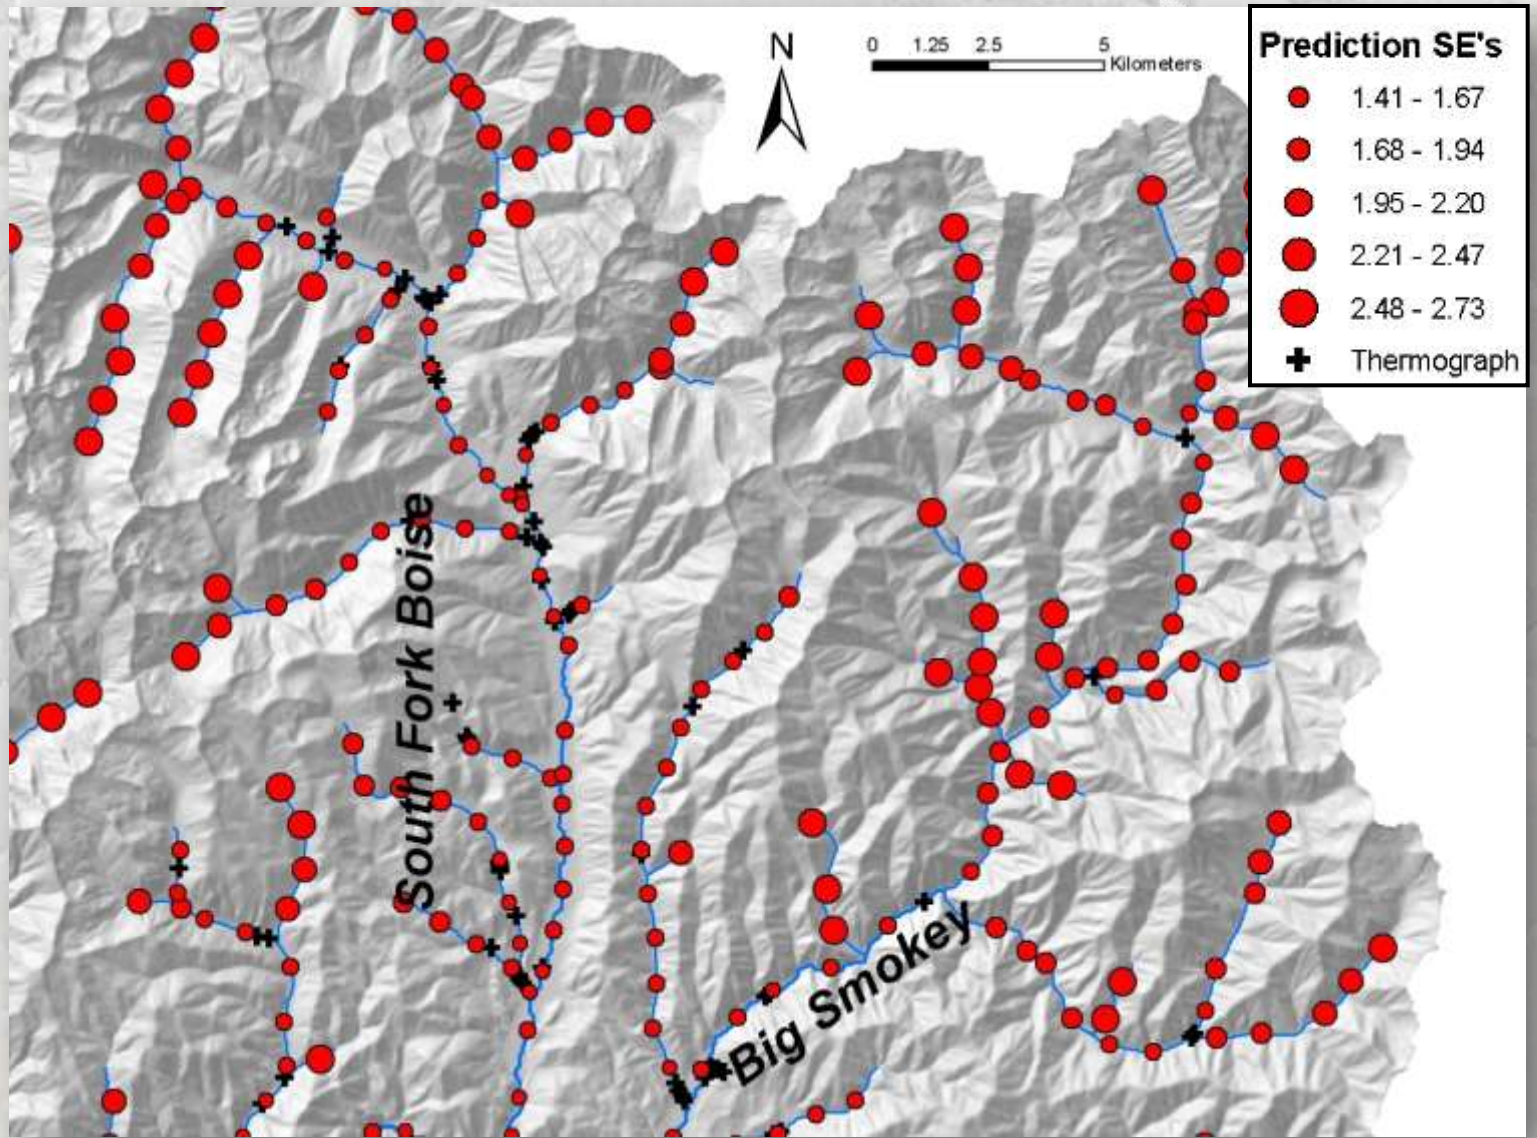 N
0 1.25 2.5 5
Kilometers
Prediction SE's
1.41 - 1.67
1.68 - 1.94
1.95 - 2.20
2.21 - 2.47
2.48 - 2.73
Thermograph
South Fork Boise
Big Smokey